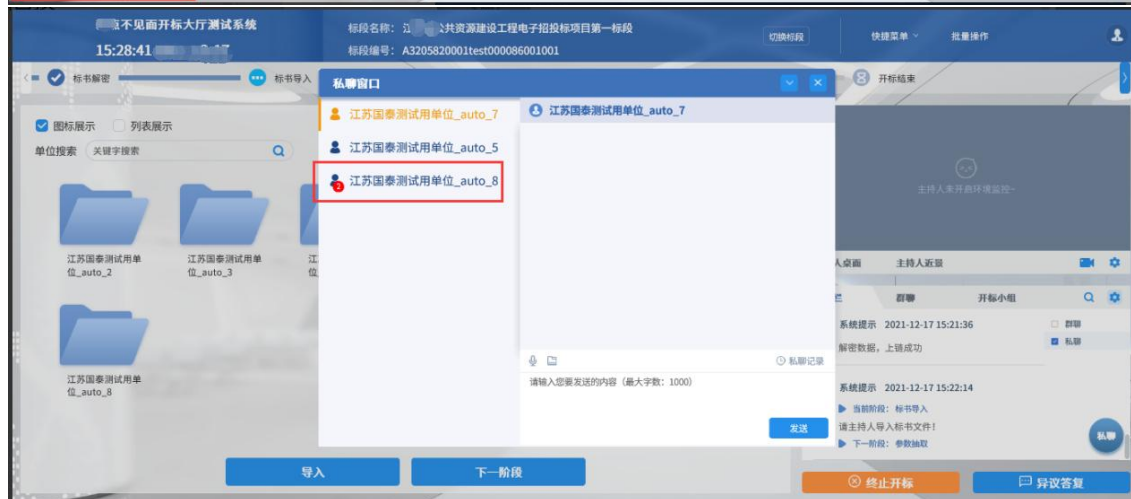 点不见面开标大厅测试系统
15:28:41
标段名称：江 公共资源建设工程电子招投标项目第一标段
标段编号：A3205820001test000086001001
切换标段
快捷菜单
批量操作
标书解密
标书导入
开标结束
私聊窗口
江苏国泰测试用单位_auto_7
江苏国泰测试用单位_auto_5
2
江苏国泰测试用单位_auto_8
江苏国泰测试用单位_auto_7
私聊记录
请输入您要发送的内容（最大字数：1000）
发送
图标展示
列表展示
单位搜索
关键字搜索
江苏国泰测试用单
位_auto_2
江苏国泰测试用单
位_auto_3
江
位
江苏国泰测试用单
位_auto_8
导入
下一阶段
主持人未开启环境监控~
人桌面
主持人近景
群聊
开标小组
系统提示 2021-12-17 15:21:36
解密数据，上链成功
群聊
私聊
系统提示 2021-12-17 15:22:14
当前阶段：标书导入
请主持人导入标书文件！
下一阶段：参数抽取
私聊
终止开标
异议答复